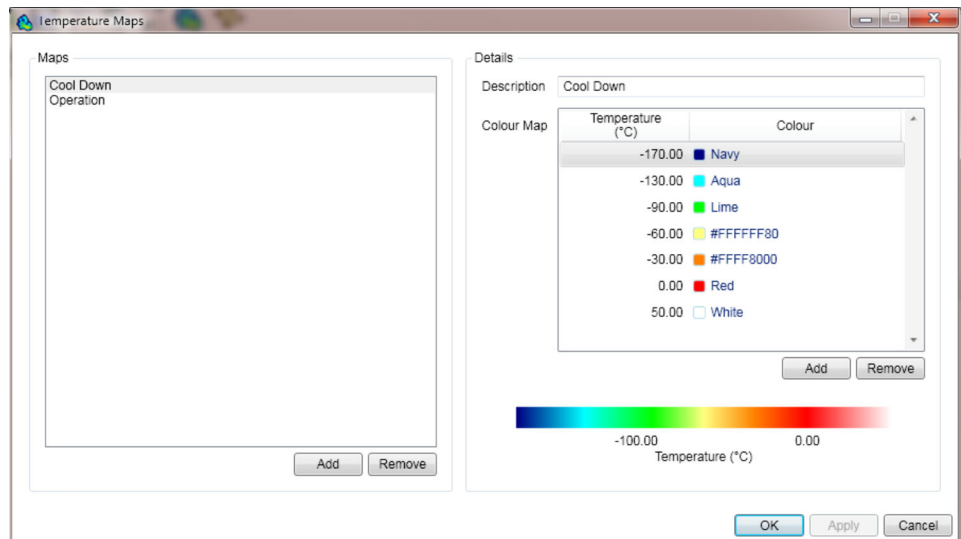 Temperature Maps
Maps
Cool Down
Operation
Add
Remove
Details
Description Cool Down
Colour Map
Temperature (°C) Colour
-170.00 Navy
-130.00 Aqua
-90.00 Lime
-60.00 #FFFFFF80
-30.00 #FFFF8000
0.00 Red
50.00 White
Add
Remove
-100.00 0.00
Temperature (°C)
OK
Apply
Cancel